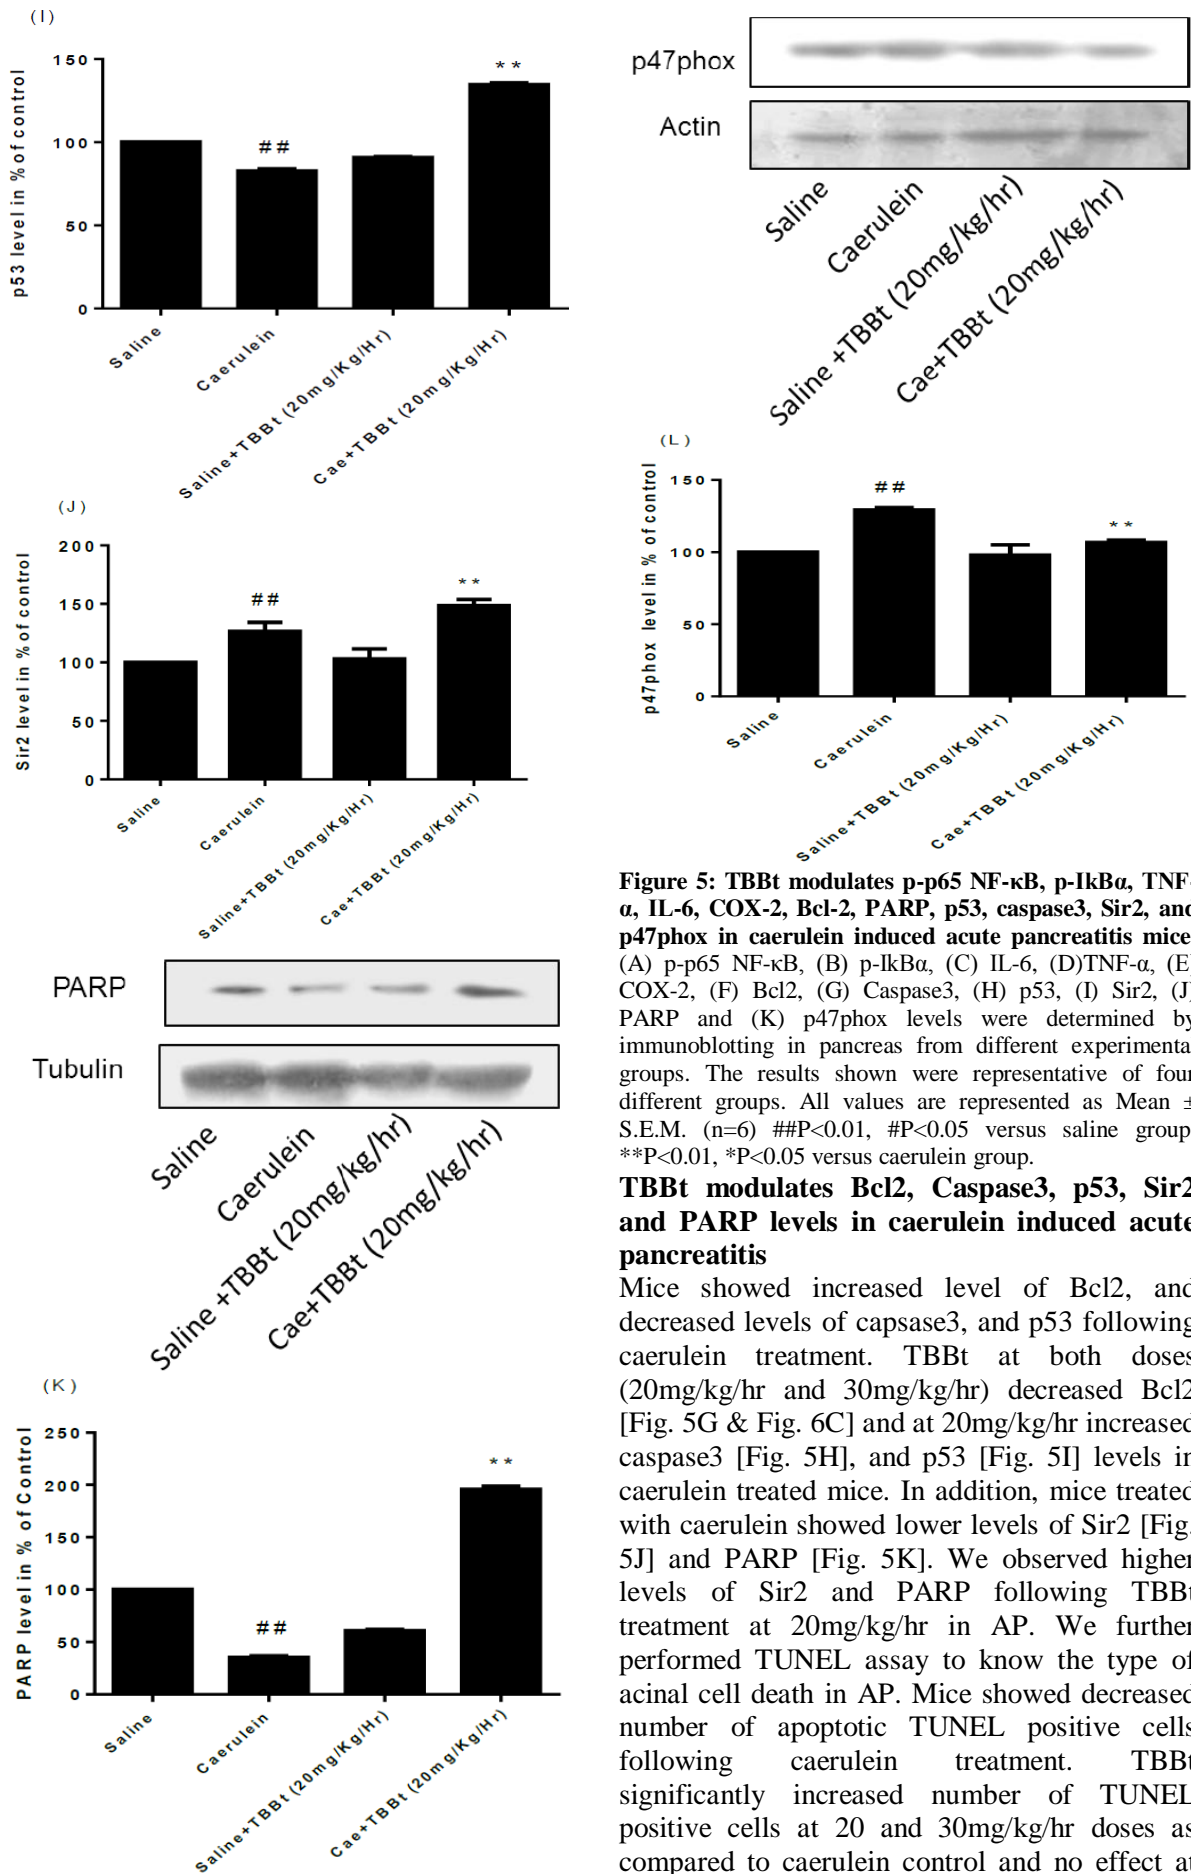 (I)
p53 level in % of control
150
100
50
0
##
**
Saline
Caerulein
Saline+TBBt (20mg/Kg/Hr)
Cae+TBBt (20mg/Kg/Hr)
(J)
Sir2 level in % of control
200
150
100
50
0
##
**
Saline
Caerulein
Saline+TBBt (20mg/Kg/Hr)
Cae+TBBt (20mg/Kg/Hr)
PARP
Tubulin
Saline
Caerulein
Saline +TBBt (20mg/kg/hr)
Cae+TBBt (20mg/kg/hr)
(K)
PARP level in % of Control
250
200
150
100
50
0
##
**
Saline
Caerulein
Saline+TBBt (20mg/Kg/Hr)
Cae+TBBt (20mg/Kg/Hr)
p47phox
Actin
Saline
Caerulein
Saline +TBBt (20mg/kg/hr)
Cae+TBBt (20mg/kg/hr)
(L)
p47phox level in % of control
150
100
50
0
##
**
Saline
Caerulein
Saline+TBBt (20mg/Kg/Hr)
Cae+TBBt (20mg/Kg/Hr)
Figure 5: TBBt modulates p-p65 NF-κB, p-IkBα, TNF-
α, IL-6, COX-2, Bcl-2, PARP, p53, caspase3, Sir2, and
p47phox in caerulein induced acute pancreatitis mice
(A) p-p65 NF-κB, (B) p-IkBα, (C) IL-6, (D)TNF-α, (E)
COX-2, (F) Bcl2, (G) Caspase3, (H) p53, (I) Sir2, (J)
PARP and (K) p47phox levels were determined by
immunoblotting in pancreas from different experimenta
groups. The results shown were representative of four
different groups. All values are represented as Mean ±
S.E.M. (n=6) ##P<0.01, #P<0.05 versus saline group
**P<0.01, *P<0.05 versus caerulein group.
TBBt modulates Bcl2, Caspase3, p53, Sir2
and PARP levels in caerulein induced acute
pancreatitis
Mice showed increased level of Bcl2, and
decreased levels of capsase3, and p53 following
caerulein treatment. TBBt at both doses
(20mg/kg/hr and 30mg/kg/hr) decreased Bcl2
[Fig. 5G & Fig. 6C] and at 20mg/kg/hr increased
caspase3 [Fig. 5H], and p53 [Fig. 5I] levels in
caerulein treated mice. In addition, mice treated
with caerulein showed lower levels of Sir2 [Fig.
5J] and PARP [Fig. 5K]. We observed higher
levels of Sir2 and PARP following TBBt
treatment at 20mg/kg/hr in AP. We further
performed TUNEL assay to know the type of
acinal cell death in AP. Mice showed decreased
number of apoptotic TUNEL positive cells
following caerulein treatment. TBBt
significantly increased number of TUNEL
positive cells at 20 and 30mg/kg/hr doses as
compared to caerulein control and no effect at